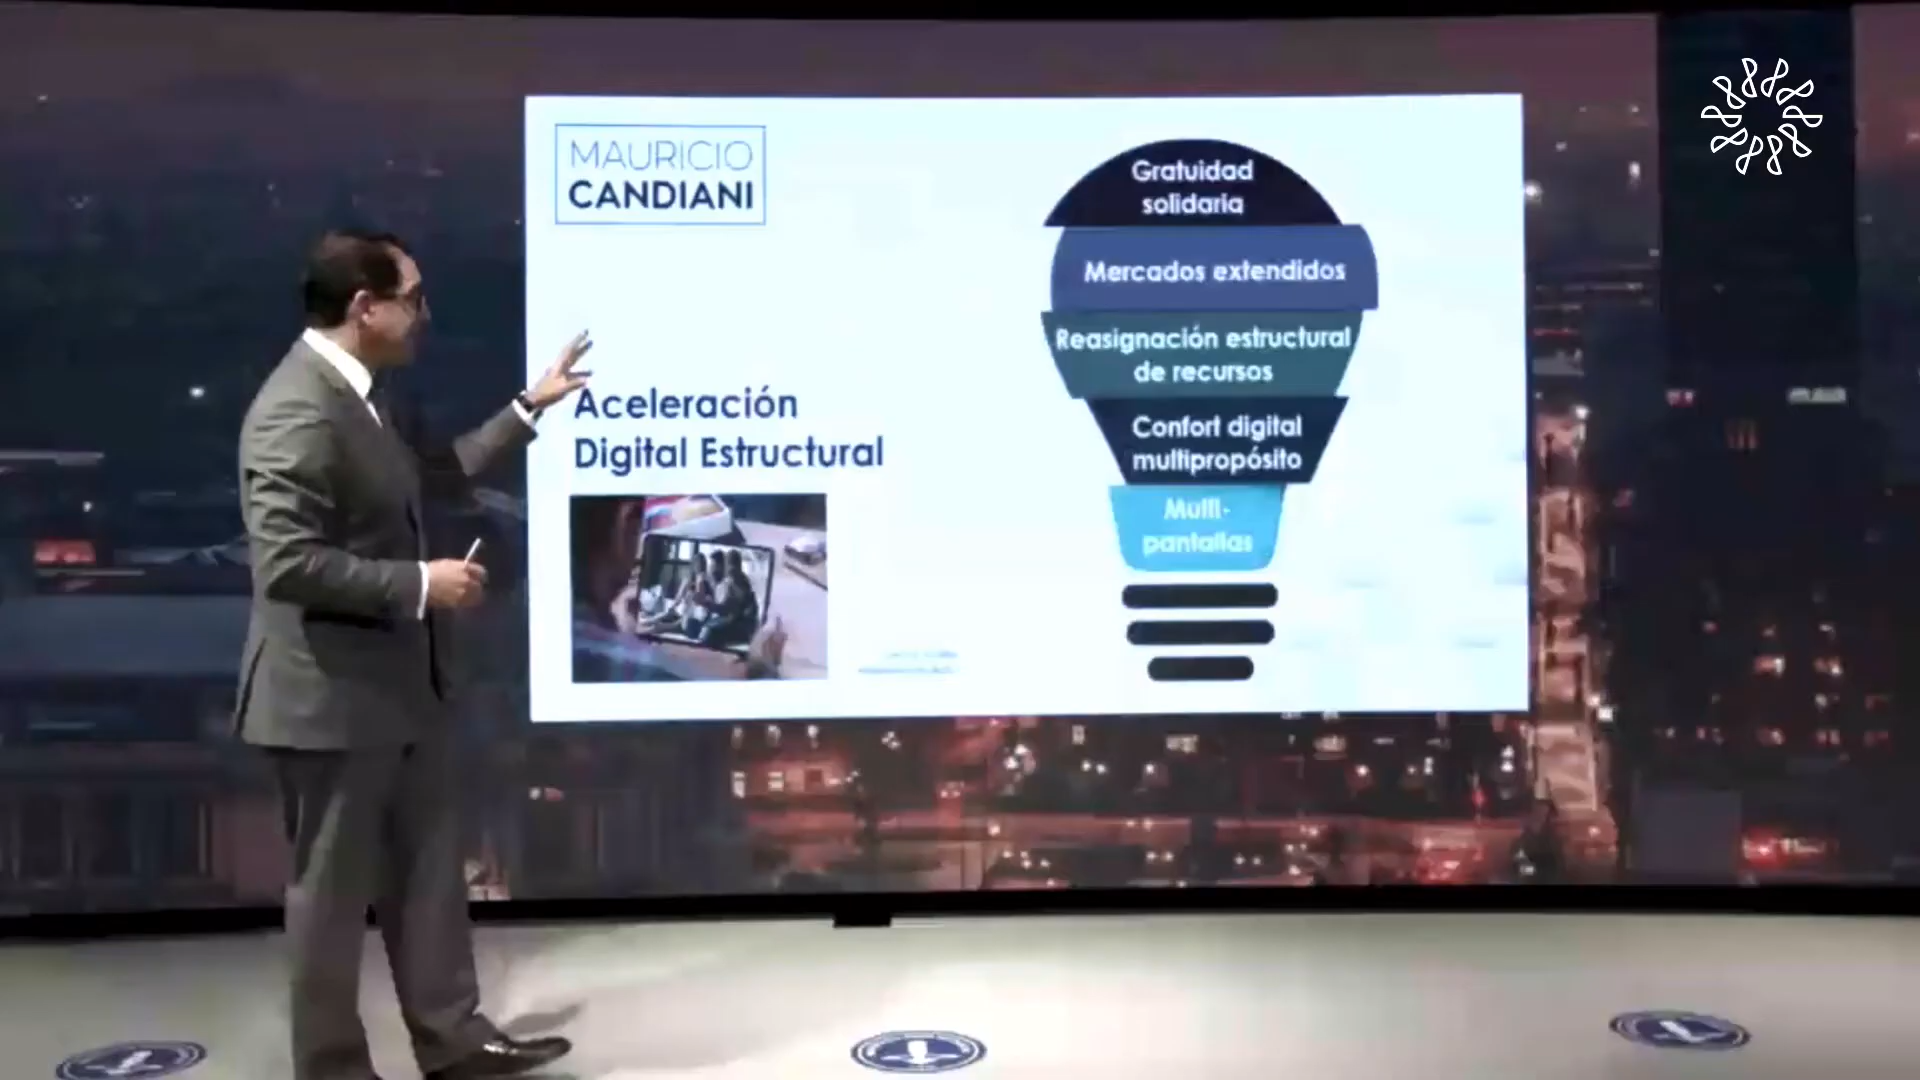 MAURICIO
CANDIANI
Aceleración
Digital Estructural
Gratuidad
solidaria
Mercados extendidos
Reasignación estructural
de recursos
Confort digital
multipropósito
Multi-
pantallas